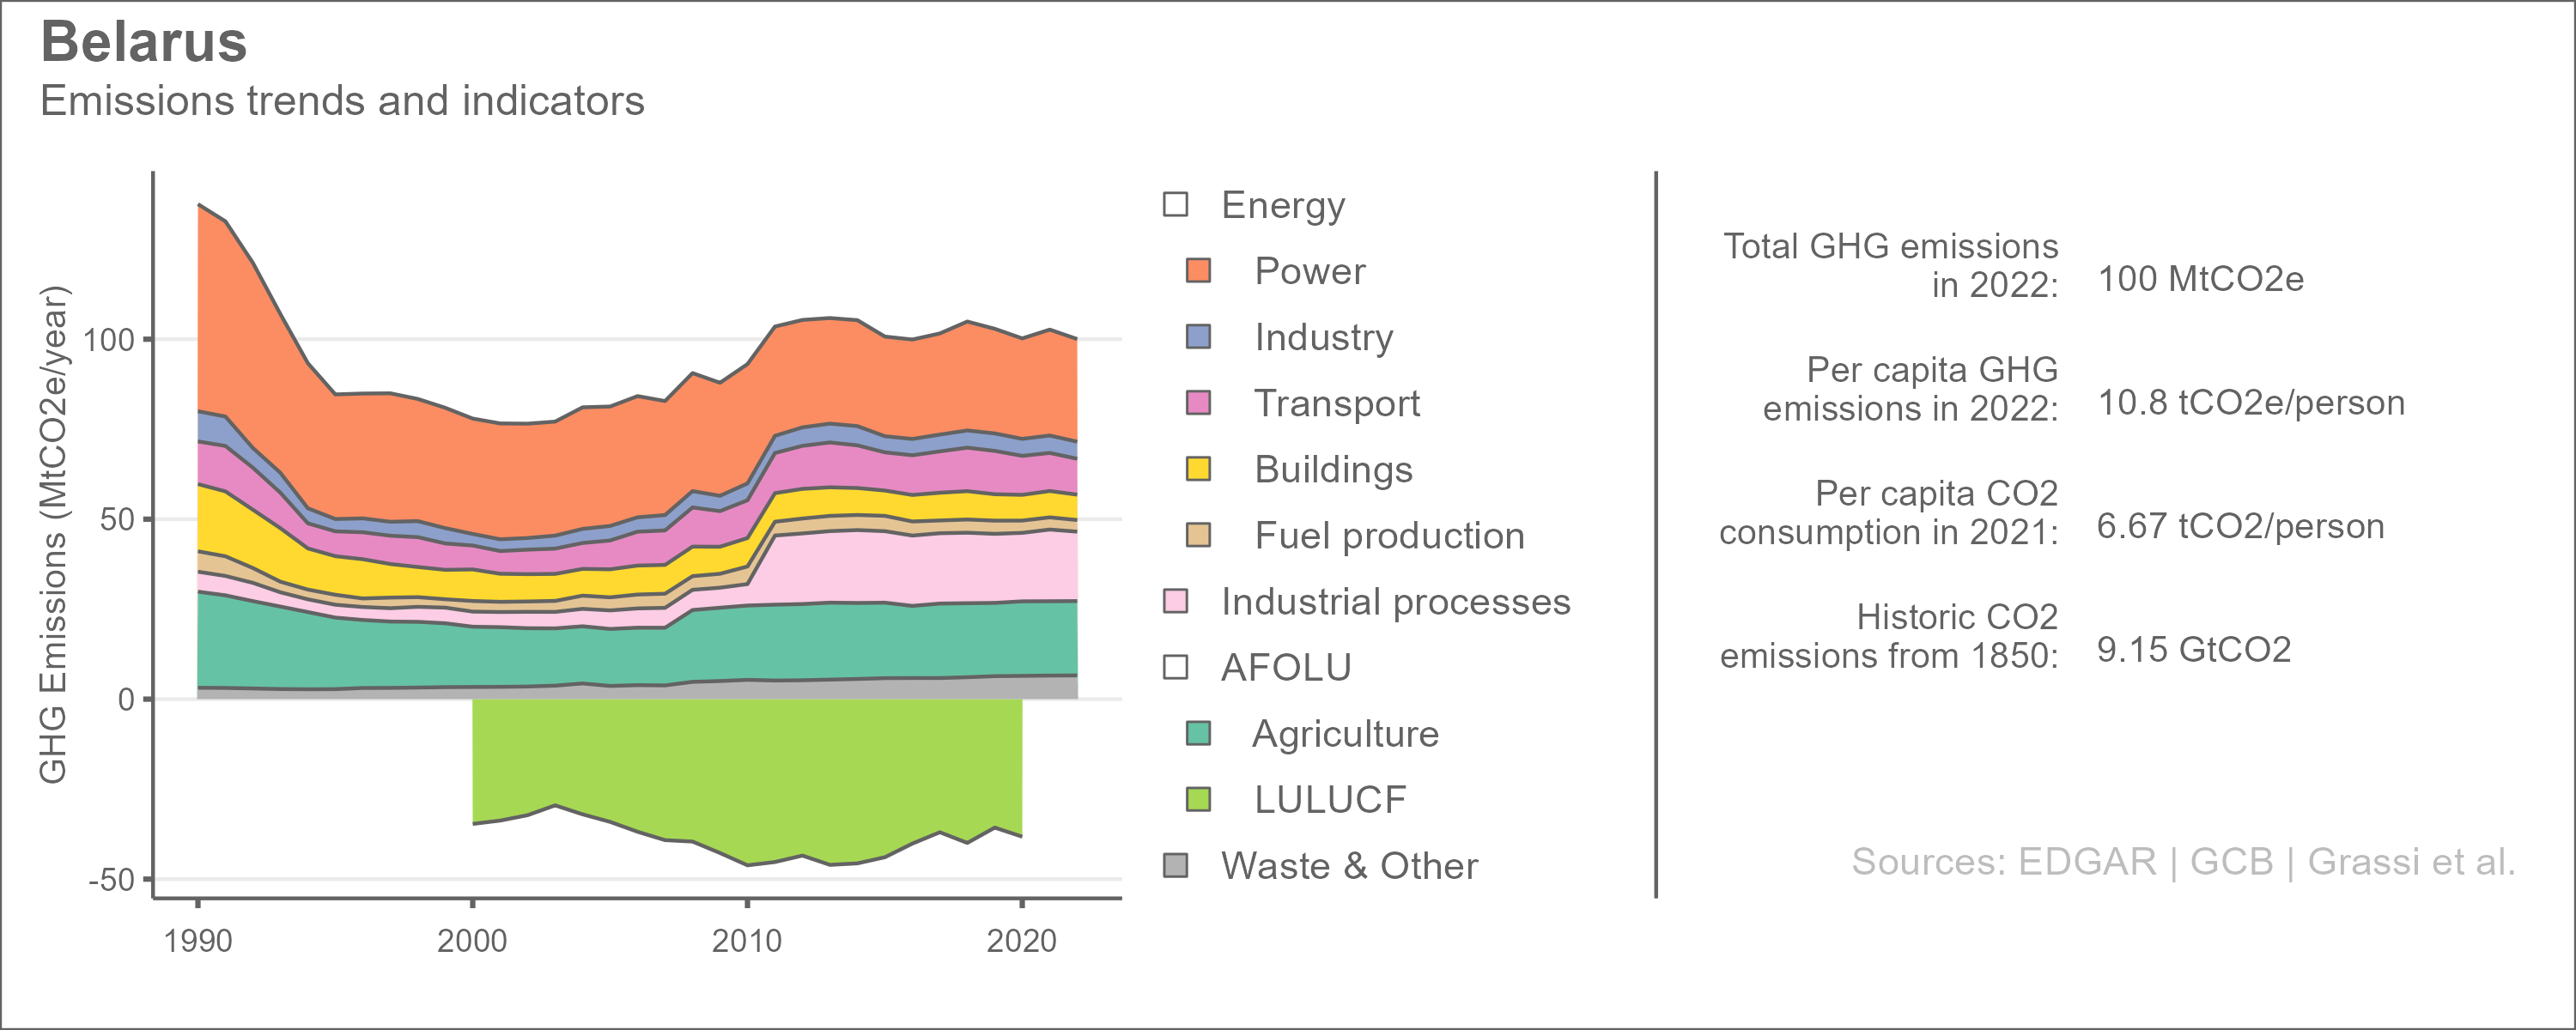 Belarus
Emissions trends and indicators
GHG Emissions (MtCO2e/year)
100
50
0
-50
1990
2000
2010
2020
Energy
Power
Industry
Transport
Buildings
Fuel production
Industrial processes
AFOLU
Agriculture
LULUCF
Waste & Other
Total GHG emissions
in 2022:
100 MtCO2e
Per capita GHG
emissions in 2022:
10.8 tCO2e/person
Per capita CO2
consumption in 2021:
6.67 tCO2/person
Historic CO2
emissions from 1850:
9.15 GtCO2
Sources: EDGAR | GCB | Grassi et al.